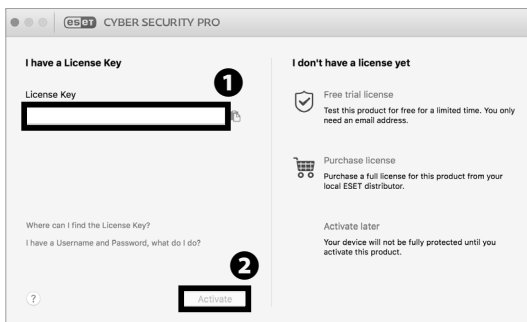 eset CYBER SECURITY PRO
I have a License Key
1
License Key
Where can I find the License Key?
I have a Username and Password, what do I do?
2
?
Activate
I don't have a license yet
Free trial license
Test this product for free for a limited time. You only
need an email address.
Purchase license
Purchase a full license for this product from your
local ESET distributor.
Activate later
Your device will not be fully protected until you
activate this product.